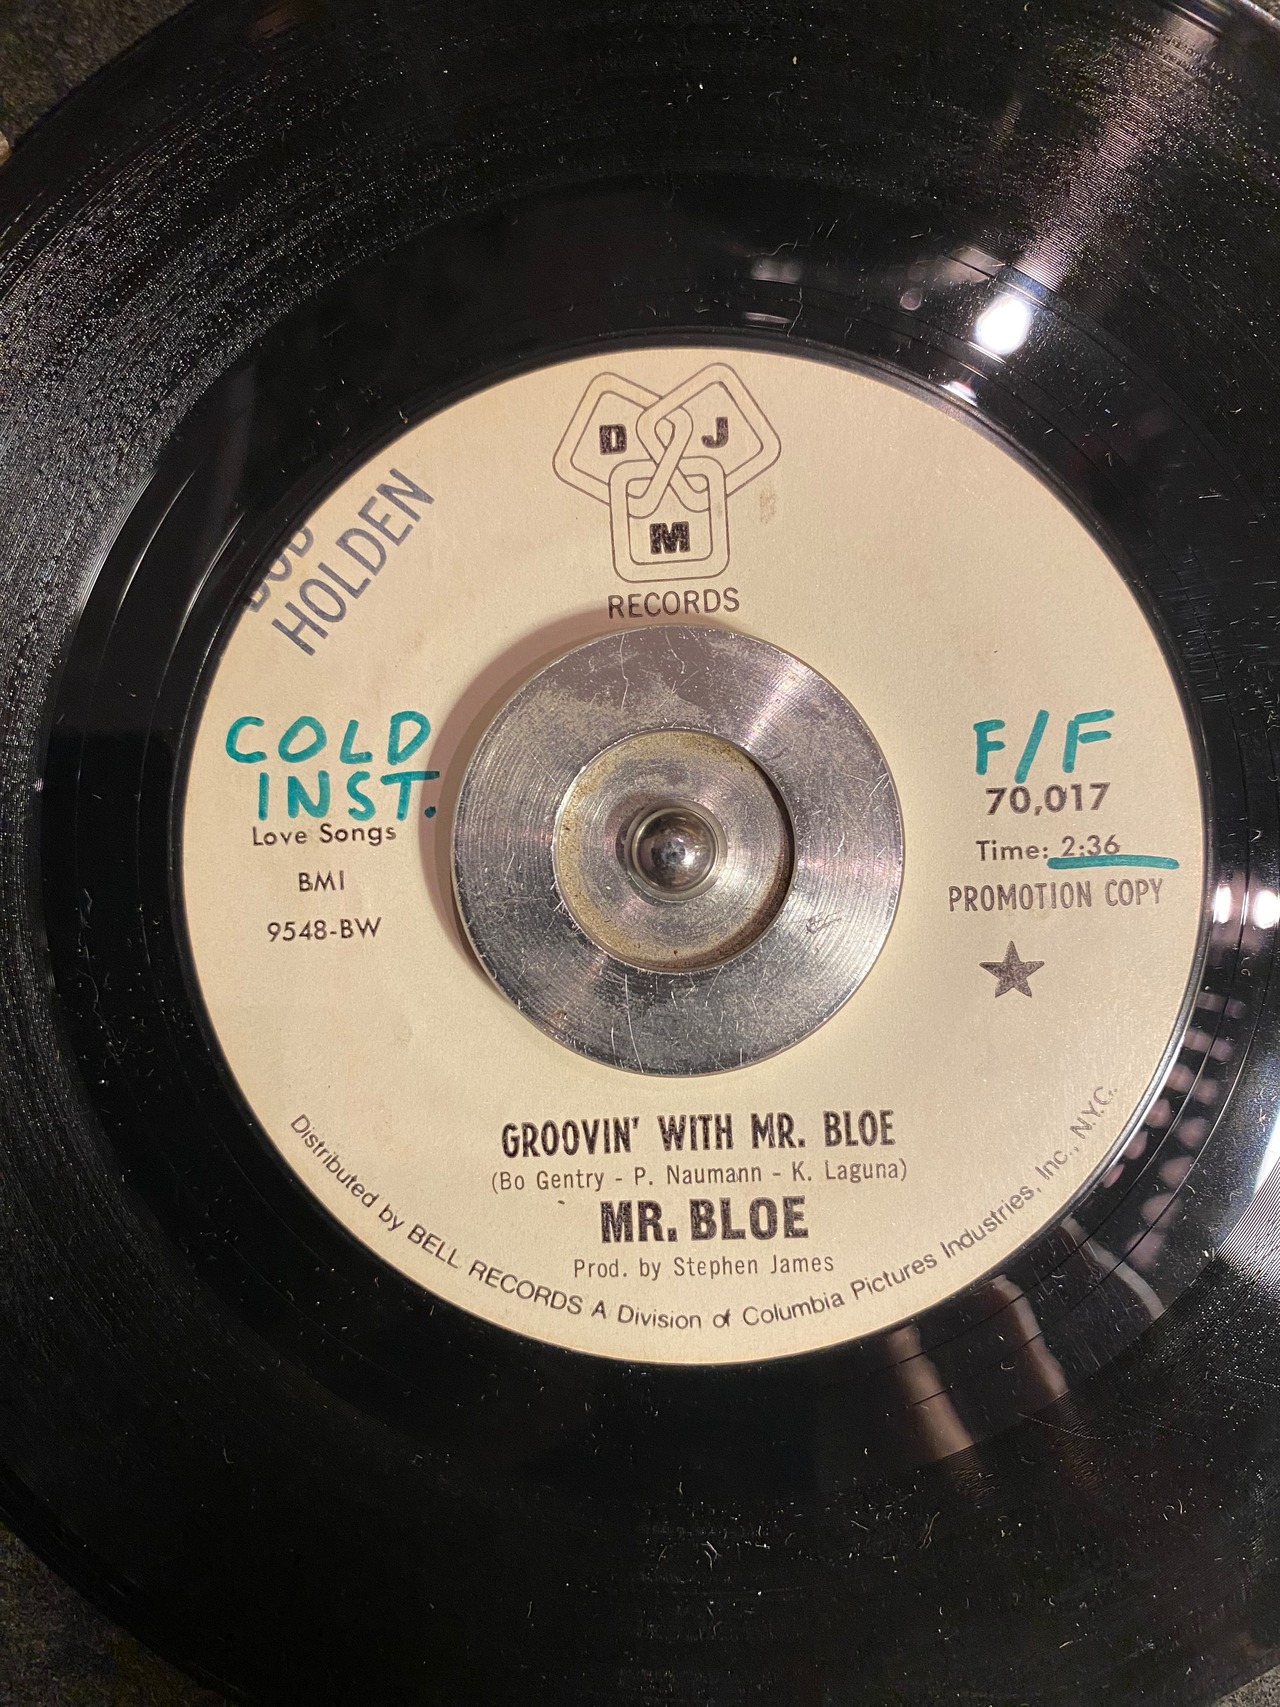 D J
M
RECORDS
BOB
HOLDEN
COLD
INST.
Love Songs
BMI
9548-BW
F/F
70,017
Time: 2:36
PROMOTION COPY
GROOVIN' WITH MR. BLOE
(Bo Gentry - P. Naumann - K. Laguna)
MR. BLOE
Prod. by Stephen James
Distributed by BELL RECORDS A Division of Columbia Pictures Industries, Inc., N.Y.C.